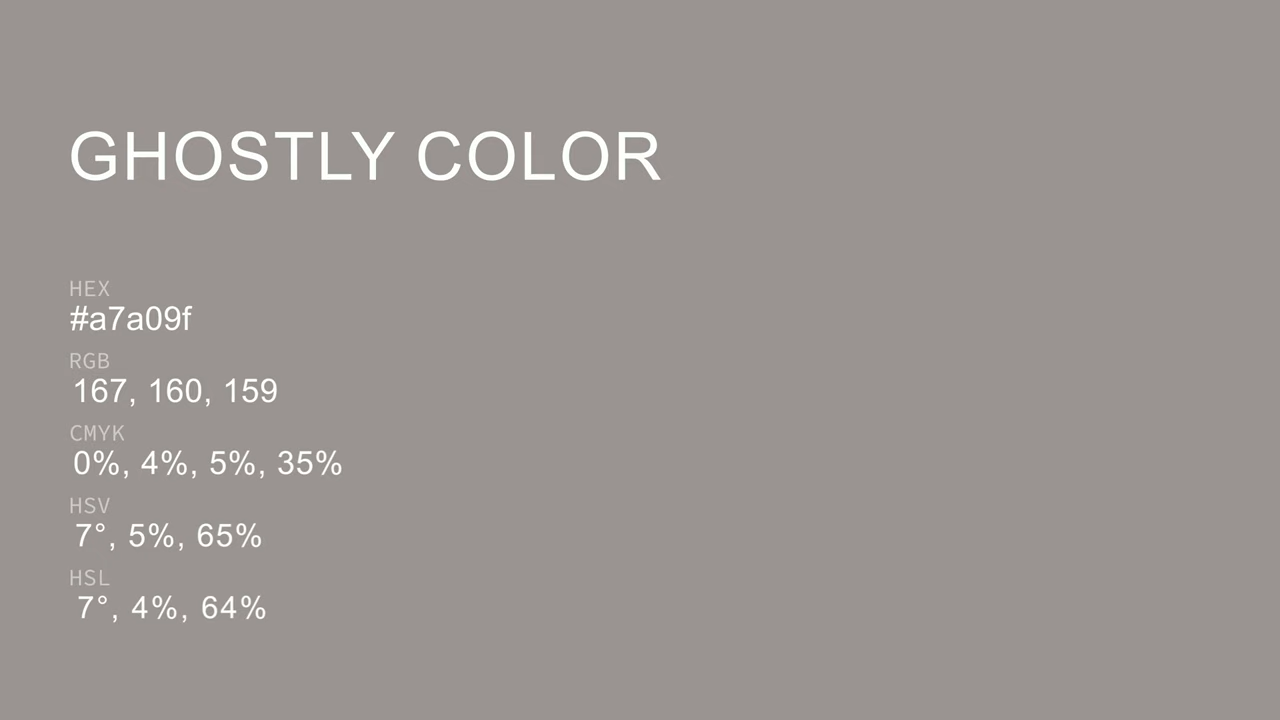 GHOSTLY COLOR
HEX
#a7a09f
RGB
167, 160, 159
CMYK
0%, 4%, 5%, 35%
HSV
7°, 5%, 65%
HSL
7°, 4%, 64%